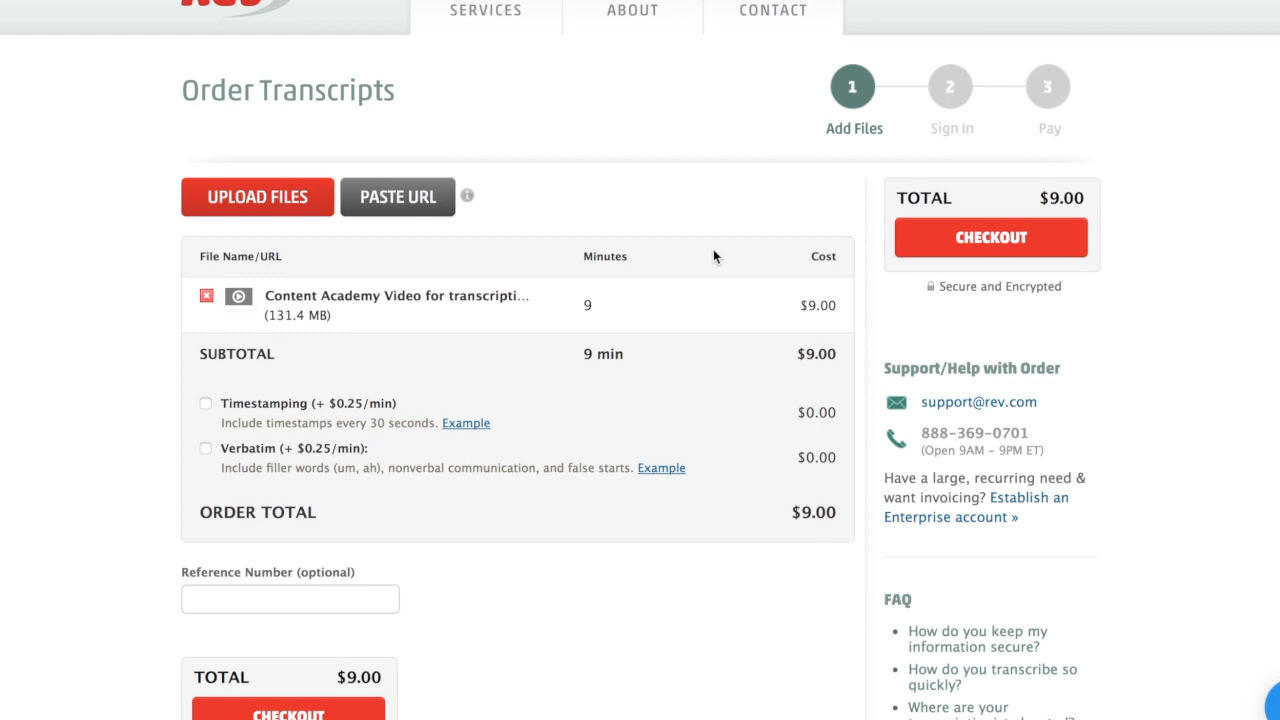 SERVICES
ABOUT
CONTACT
Order Transcripts
1
2
3
Add Files
Sign In
Pay
UPLOAD FILES
PASTE URL
File Name/URL
Minutes
Cost
Content Academy Video for transcripti...
(131.4 MB)
9
$9.00
SUBTOTAL
9 min
$9.00
Timestamping (+ $0.25/min)
Include timestamps every 30 seconds. Example
$0.00
Verbatim (+ $0.25/min):
Include filler words (um, ah), nonverbal communication, and false starts. Example
$0.00
ORDER TOTAL
$9.00
Reference Number (optional)
TOTAL
$9.00
CHECKOUT
TOTAL
$9.00
CHECKOUT
Secure and Encrypted
Support/Help with Order
support@rev.com
888-369-0701
(Open 9AM – 9PM ET)
Have a large, recurring need &
want invoicing? Establish an
Enterprise account »
FAQ
• How do you keep my
information secure?
• How do you transcribe so
quickly?
• Where are your